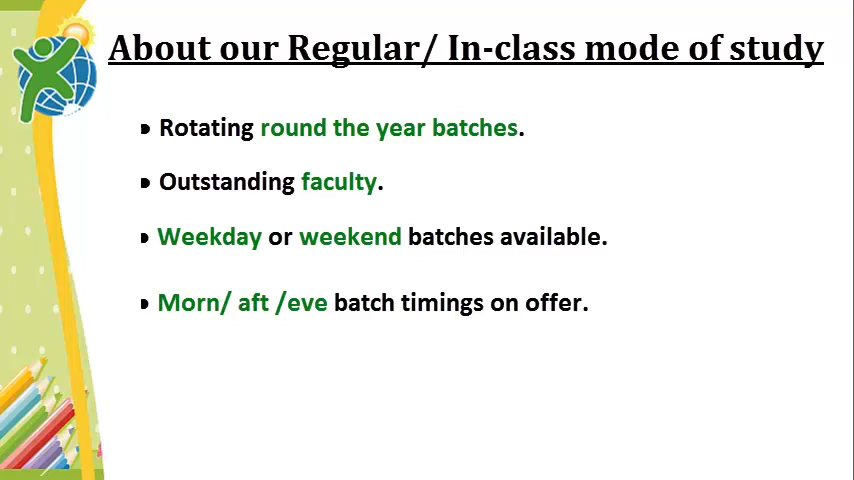 About our Regular/ In-class mode of study
Rotating round the year batches.
Outstanding faculty.
Weekday or weekend batches available.
Morn/ aft /eve batch timings on offer.